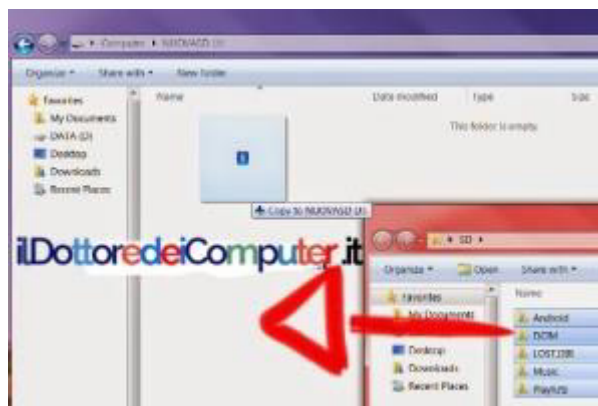 Computer ▸ NUOVASD (J:)
Organize ▾ Share with ▾ New folder
Favorites
My Documents
DATA (D)
Desktop
Downloads
Recent Places
Name Date modified Type Size
This folder is empty.
Copy to NUOVASD (J:)
ilDottoredeiComputer.it
SD ▸
Organize ▾ Open Share with ▾
Favorites
My Documents
Desktop
Downloads
Recent Places
Name
Android
DCIM
LOST.DIR
Music
Playlists